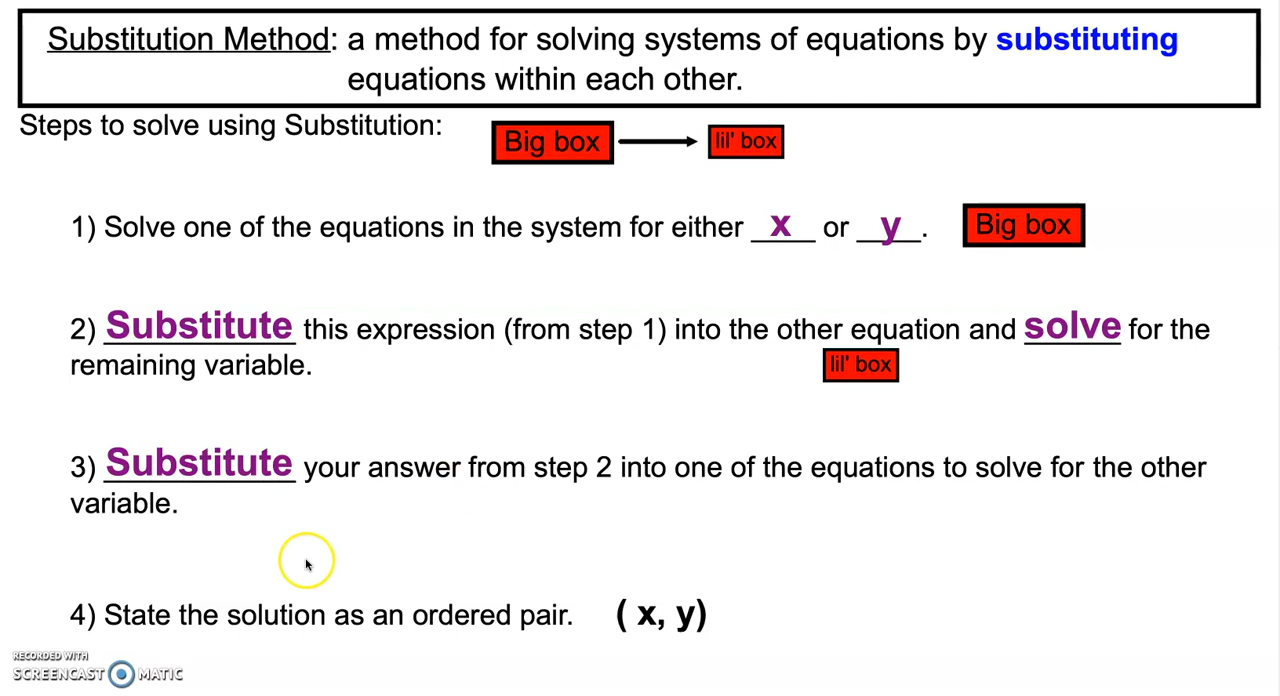 Substitution Method: a method for solving systems of equations by substituting
equations within each other.
Steps to solve using Substitution:
Big box lil' box
1) Solve one of the equations in the system for either x or y. Big box
2) Substitute this expression (from step 1) into the other equation and solve for the
remaining variable.
lil' box
3) Substitute your answer from step 2 into one of the equations to solve for the other
variable.
4) State the solution as an ordered pair. ( x, y)
RECORDED WITH
SCREENCAST MATIC